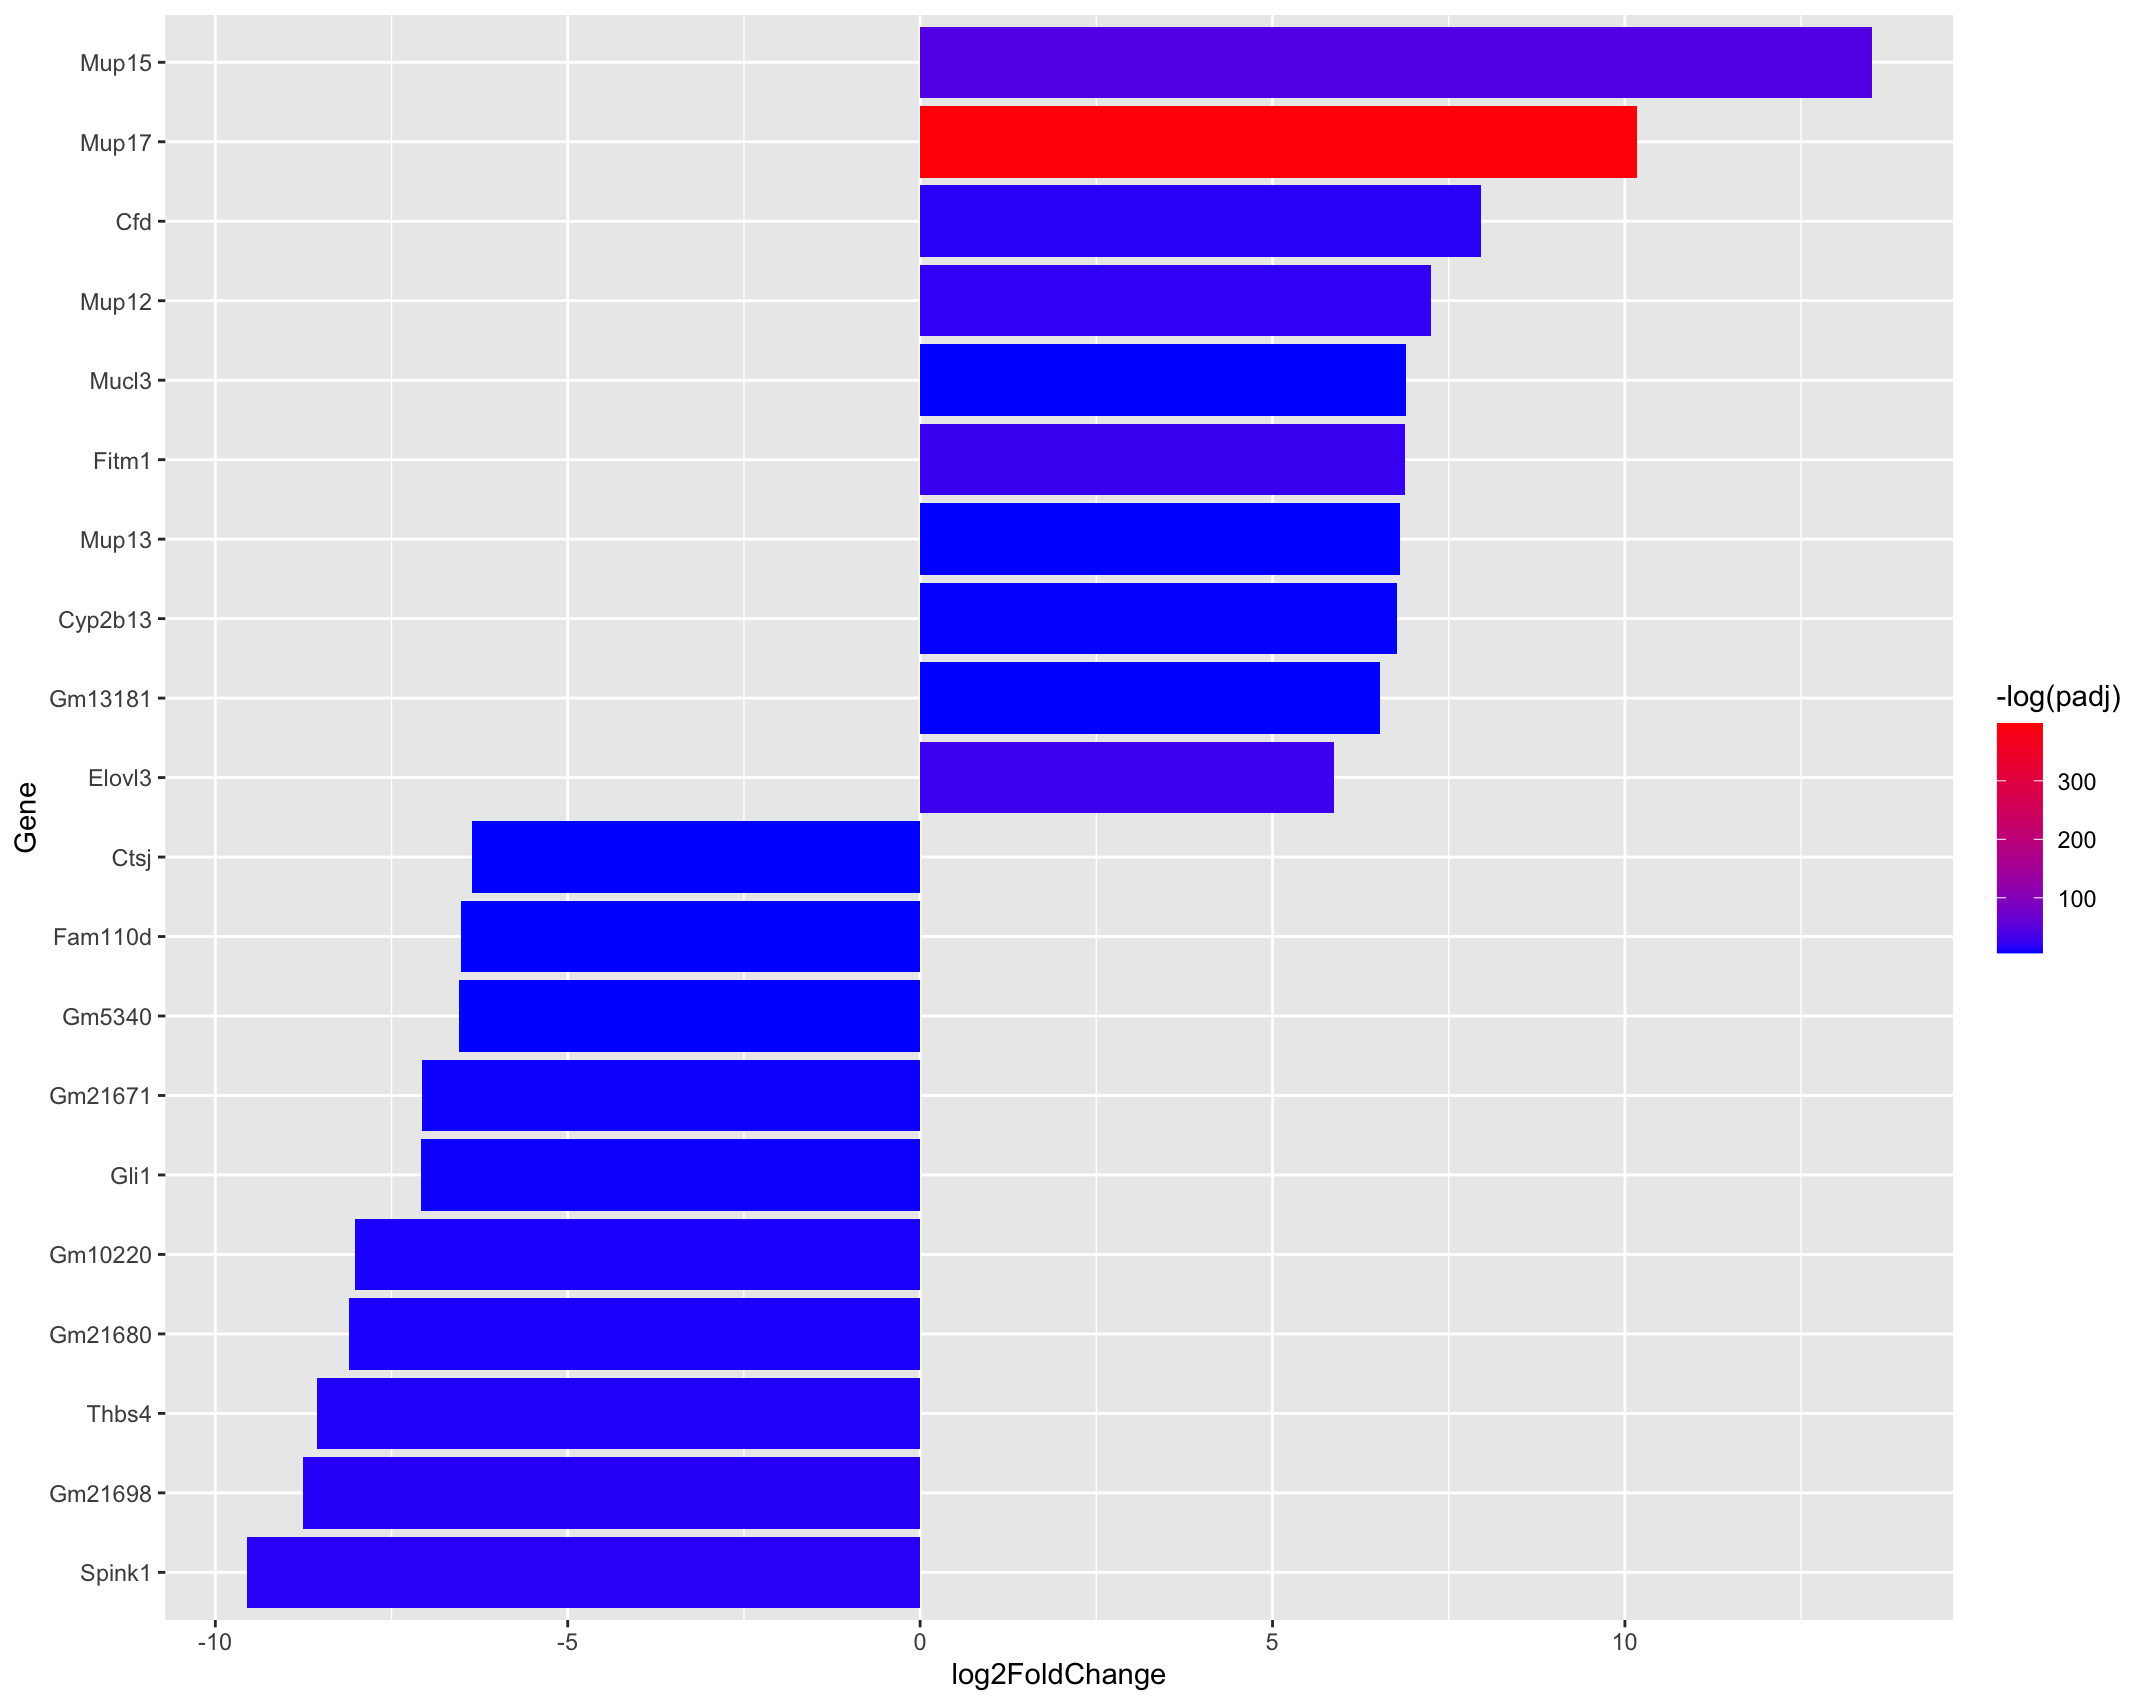 Mup15
Mup17
Cfd
Mup12
Mucl3
Fitm1
Mup13
Cyp2b13
Gm13181
Elovl3
Ctsj
Fam110d
Gm5340
Gm21671
Gli1
Gm10220
Gm21680
Thbs4
Gm21698
Spink1
Gene
-10 -5 0 5 10
log2FoldChange
-log(padj)
300
200
100